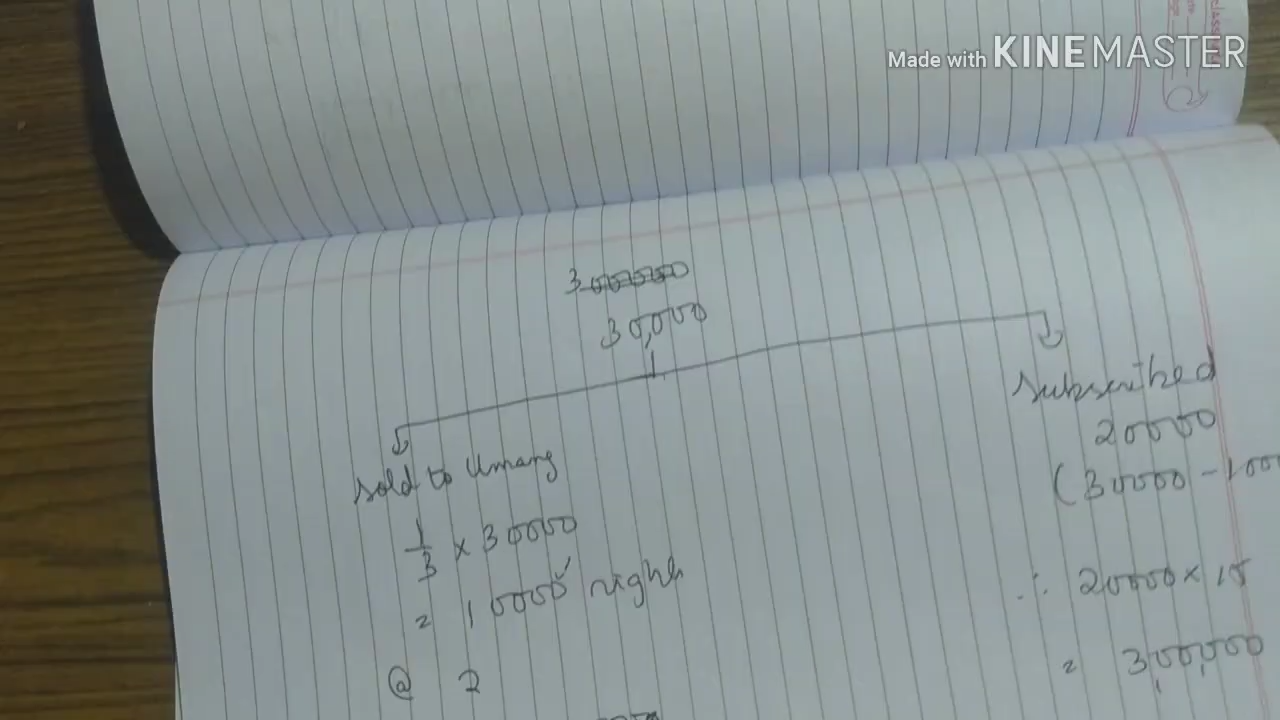 Made with KINEMASTER
30,000
Sold to Umang
1/3 × 30000
= 10000 rights
@ 2
Subscribed
20000
(30000 - 1000
∴ 20000 × 15
= 3,00,000